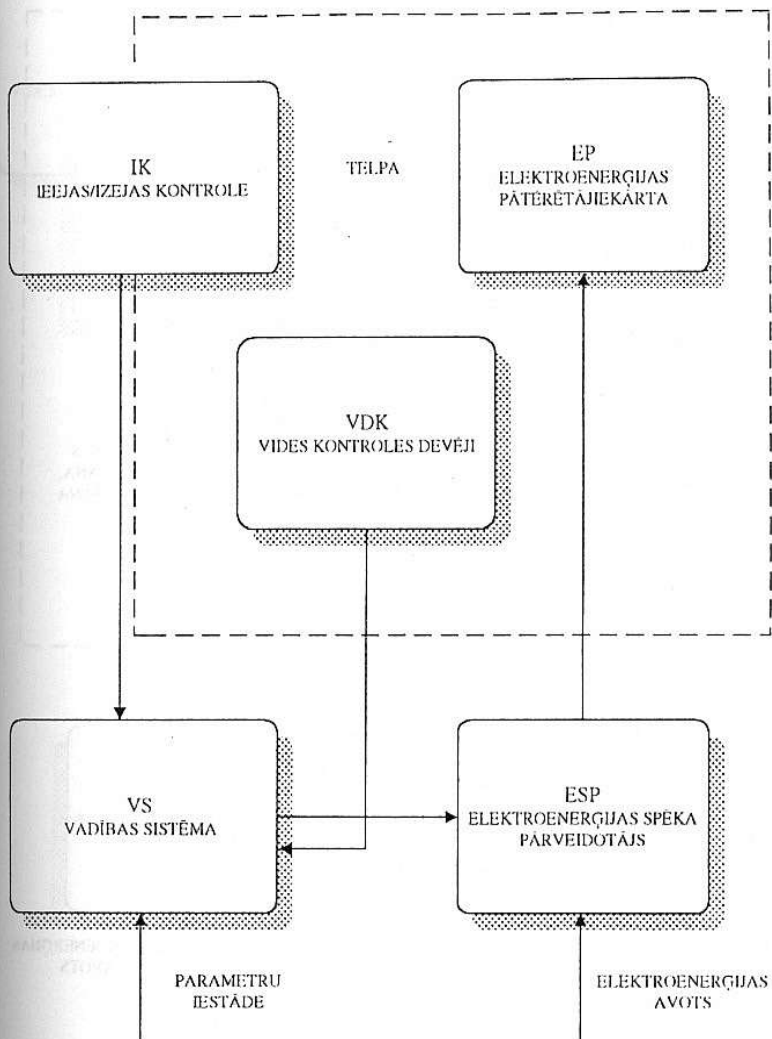 IK
IEEJAS/IZEJAS KONTROLE
TELPA
EP
ELEKTROENERĢIJAS
PĀTĒRĒTĀJIEKĀRTA
VDK
VIDES KONTROLES DEVĒJI
VS
VADĪBAS SISTĒMA
ESP
ELEKTROENERĢIJAS SPĒKA
PĀRVEIDOTĀJS
PARAMETRU
IESTĀDE
ELEKTROENERĢIJAS
AVOTS